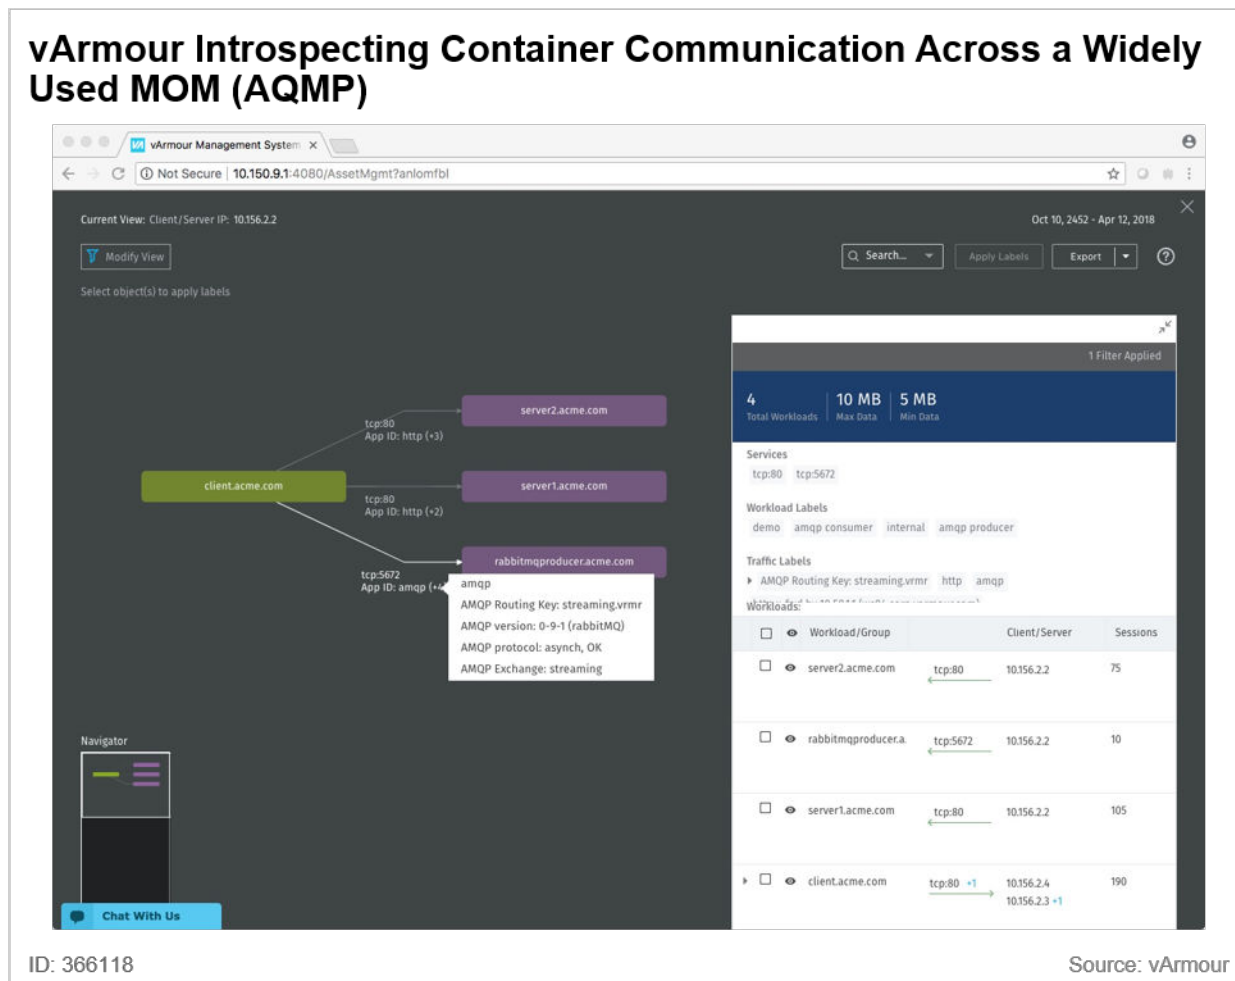 vArmour Introspecting Container Communication Across a Widely
Used MOM (AQMP)
vArmour Management System
Not Secure | 10.150.9.1:4080/AssetMgmt?anlomfbl
Current View: Client/Server IP: 10.156.2.2
Oct 10, 2452 - Apr 12, 2018
Modify View
Search...
Apply Labels
Export
?
Select object(s) to apply labels
server2.acme.com
tcp:80
App ID: http (+3)
client.acme.com
server1.acme.com
tcp:80
App ID: http (+2)
rabbitmqproducer.acme.com
tcp:5672
App ID: amqp (+4
amqp
AMQP Routing Key: streaming.vrmr
AMQP version: 0-9-1 (rabbitMQ)
AMQP protocol: asynch, OK
AMQP Exchange: streaming
Navigator
Chat With Us
1 Filter Applied
4 10 MB 5 MB
Total Workloads Max Data Min Data
Services
tcp:80 tcp:5672
Workload Labels
demo amqp consumer internal amqp producer
Traffic Labels
AMQP Routing Key: streaming.vrmr http amqp
Workloads:
Workload/Group Client/Server Sessions
server2.acme.com tcp:80 10.156.2.2 75
rabbitmqproducer.a. tcp:5672 10.156.2.2 10
server1.acme.com tcp:80 10.156.2.2 105
client.acme.com tcp:80 +1 10.156.2.4 190
10.156.2.3 +1
ID: 366118
Source: vArmour